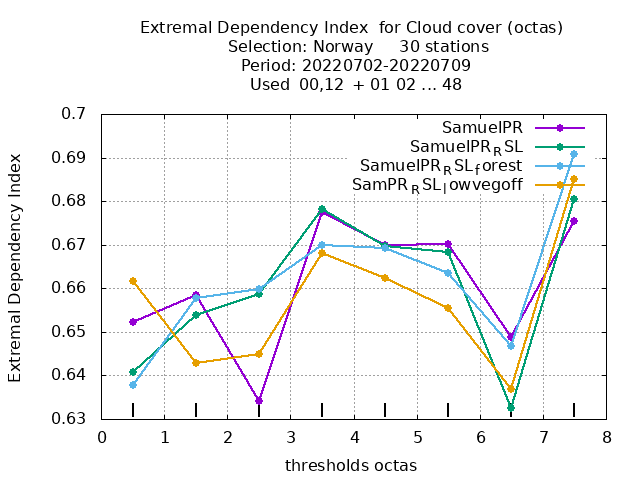 Extremal Dependency Index  for Cloud cover (octas)
Selection: Norway     30 stations
Period: 20220702-20220709
Used  00,12  + 01 02 ... 48
SamuelPR
SamuelPR_RSL
SamuelPR_RSL_forest
SamPR_RSL_lowvegoff
Extremal Dependency Index
0.7
0.69
0.68
0.67
0.66
0.65
0.64
0.63
0 1 2 3 4 5 6 7 8
thresholds octas